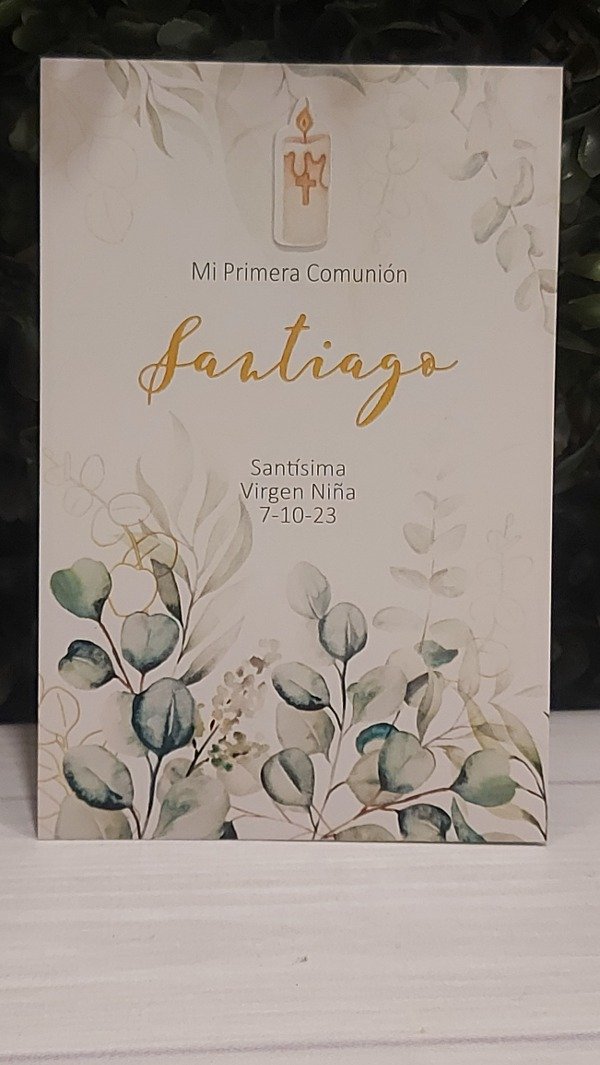 Mi Primera Comunión
Santiago
Santísima
Virgen Niña
7-10-23